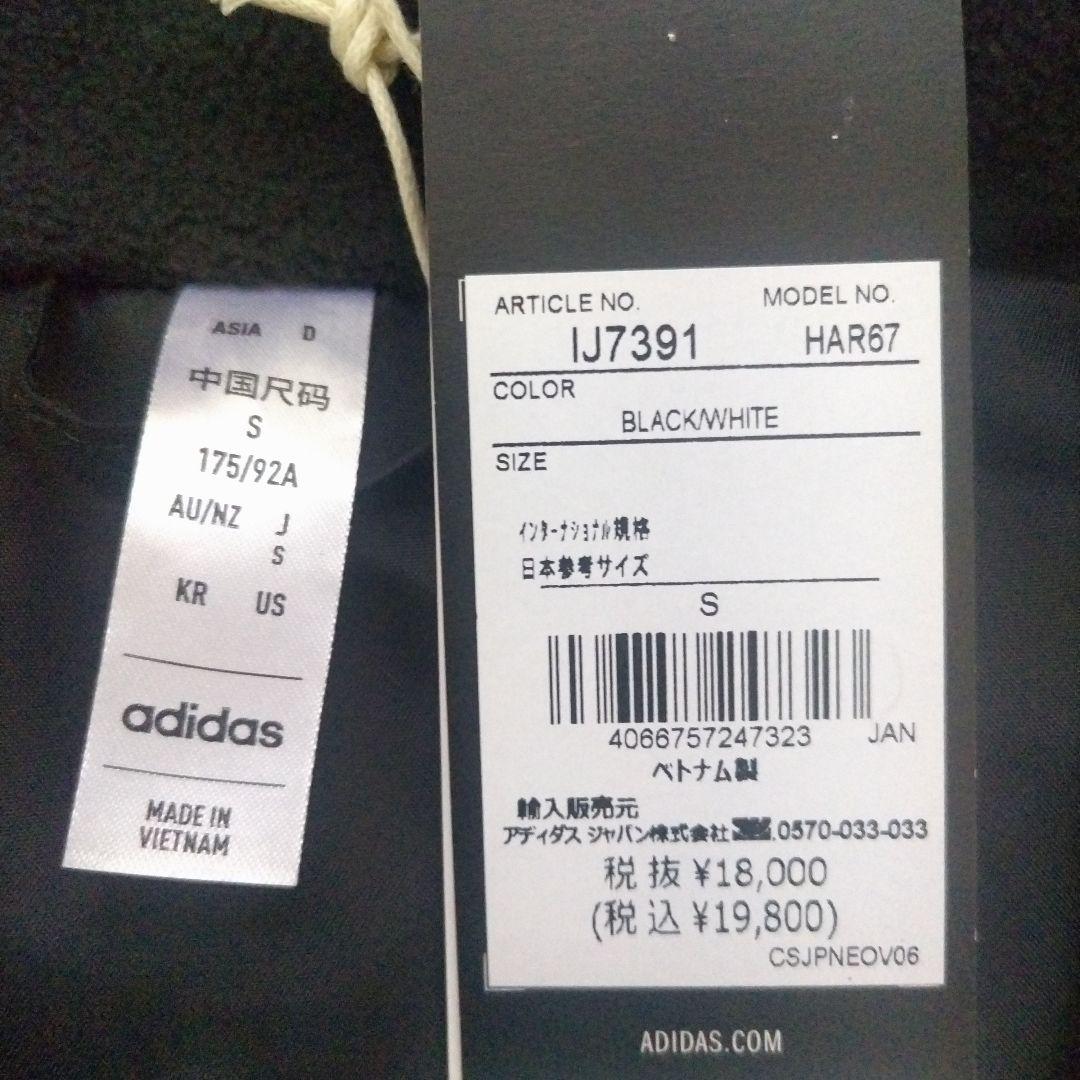 ASIA D
中国尺码
S
175/92A
AU/NZ J
S
KR US
adidas
MADE IN
VIETNAM
ARTICLE NO. MODEL NO.
IJ7391 HAR67
COLOR
BLACK/WHITE
SIZE
インターナショナル規格
日本参考サイズ
S
4066757247323 JAN
ベトナム製
輸入販売元
アディダス ジャパン株式会社 .0570-033-033
税抜 ¥18,000
(税込 ¥19,800)
CSJPNEOV06
ADIDAS.COM